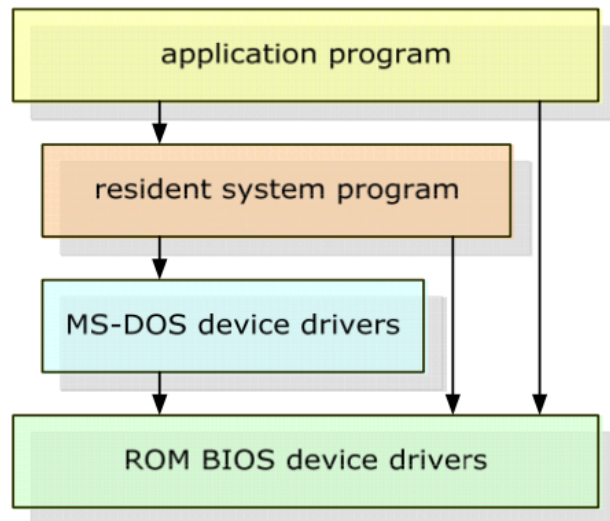 application program
resident system program
MS-DOS device drivers
ROM BIOS device drivers